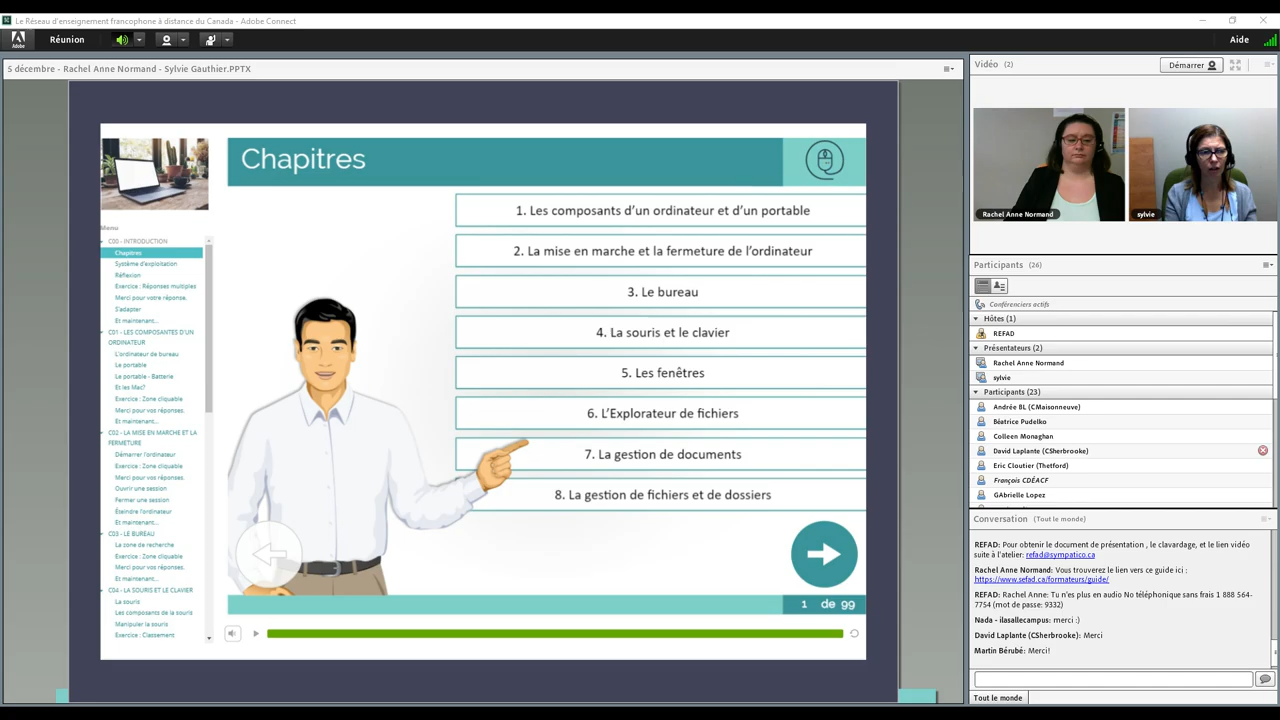 Le Réseau d'enseignement francophone à distance du Canada - Adobe Connect
Adobe
Réunion
Aide
5 décembre - Rachel Anne Normand - Sylvie Gauthier.PPTX
Chapitres
1. Les composants d'un ordinateur et d'un portable
2. La mise en marche et la fermeture de l'ordinateur
3. Le bureau
4. La souris et le clavier
5. Les fenêtres
6. L'Explorateur de fichiers
7. La gestion de documents
8. La gestion de fichiers et de dossiers
1 de 99
Menu
C00 - INTRODUCTION
Chapitres
Système d'exploitation
Réflexion
Exercice : Réponses multiples
Merci pour votre réponse.
S'adapter
Et maintenant...
C01 - LES COMPOSANTES D'UN
ORDINATEUR
L'ordinateur de bureau
Le portable
Le portable - Batterie
Et les Mac?
Exercice : Zone cliquable
Merci pour vos réponses.
Et maintenant...
C02 - LA MISE EN MARCHE ET LA
FERMETURE
Démarrer l'ordinateur
Exercice : Zone cliquable
Merci pour vos réponses.
Ouvrir une session
Fermer une session
Éteindre l'ordinateur
Et maintenant...
C03 - LE BUREAU
La zone de recherche
Exercice : Zone cliquable
Merci pour vos réponses.
Et maintenant...
C04 - LA SOURIS ET LE CLAVIER
La souris
Les composants de la souris
Manipuler la souris
Exercice : Classement
Vidéo (2)
Démarrer
Rachel Anne Normand
sylvie
Participants (26)
Conférenciers actifs
Hôtes (1)
REFAD
Présentateurs (2)
Rachel Anne Normand
sylvie
Participants (23)
Andrée BL (CMaisonneuve)
Béatrice Pudelko
Colleen Monaghan
David Laplante (CSherbrooke)
Eric Cloutier (Thetford)
François CDÉACF
GAbrielle Lopez
Conversation (Tout le monde)
REFAD: Pour obtenir le document de présentation , le clavardage, et le lien vidéo
suite à l'atelier: refad@sympatico.ca
Rachel Anne Normand: Vous trouverez le lien vers ce guide ici :
https://www.sefad.ca/formateurs/guide/
REFAD: Rachel Anne: Tu n'es plus en audio No téléphonique sans frais 1 888 564-
7754 (mot de passe: 9332)
Nada - ilasallecampus: merci :)
David Laplante (CSherbrooke): Merci
Martin Bérubé: Merci!
Tout le monde